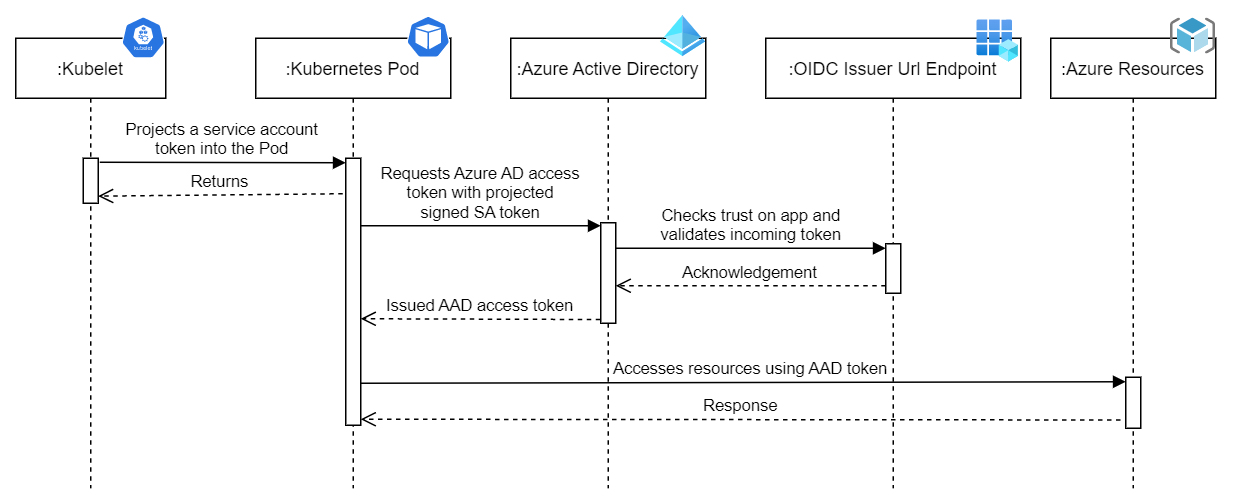 kubelet
:Kubelet
:Kubernetes Pod
:Azure Active Directory
:OIDC Issuer Url Endpoint
:Azure Resources
Projects a service account
token into the Pod
Returns
Requests Azure AD access
token with projected
signed SA token
Checks trust on app and
validates incoming token
Acknowledgement
Issued AAD access token
Accesses resources using AAD token
Response